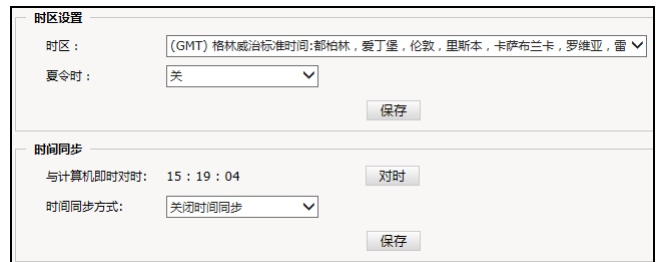 时区设置
时区： (GMT) 格林威治标准时间:都柏林，爱丁堡，伦敦，里斯本，卡萨布兰卡，罗维亚，雷
夏令时： 关
保存
时间同步
与计算机即时对时: 15：19：04 对时
时间同步方式: 关闭时间同步
保存